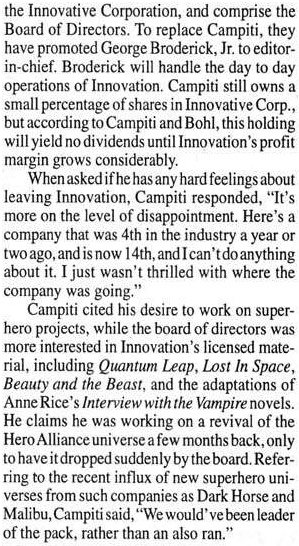 the Innovative Corporation, and comprise the
Board of Directors. To replace Campiti, they
have promoted George Broderick, Jr. to editor-
in-chief. Broderick will handle the day to day
operations of Innovation. Campiti still owns a
small percentage of shares in Innovative Corp.,
but according to Campiti and Bohl, this holding
will yield no dividends until Innovation's profit
margin grows considerably.
When asked if he has any hard feelings about
leaving Innovation, Campiti responded, "It's
more on the level of disappointment. Here's a
company that was 4th in the industry a year or
two ago, and is now 14th, and I can't do anything
about it. I just wasn't thrilled with where the
company was going."
Campiti cited his desire to work on super-
hero projects, while the board of directors was
more interested in Innovation's licensed mate-
rial, including Quantum Leap, Lost In Space,
Beauty and the Beast, and the adaptations of
Anne Rice's Interview with the Vampire novels.
He claims he was working on a revival of the
Hero Alliance universe a few months back, only
to have it dropped suddenly by the board. Refer-
ring to the recent influx of new superhero uni-
verses from such companies as Dark Horse and
Malibu, Campiti said, "We would've been leader
of the pack, rather than an also ran."